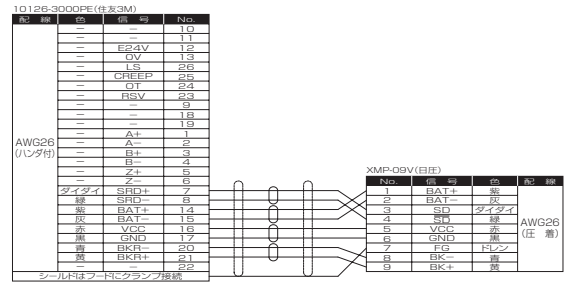 10126-3000PE(住友3M)
配 線 色 信 号 No.
AWG26
(ハンダ付)
― ― 10
― ― 11
― E24V 12
― 0V 13
― LS 26
― CREEP 25
― OT 24
― RSV 23
― ― 9
― ― 18
― ― 19
― A+ 1
― A− 2
― B+ 3
― B− 4
― Z+ 5
― Z− 6
ダイダイ SRD+ 7
緑 SRD− 8
紫 BAT+ 14
灰 BAT− 15
赤 VCC 16
黒 GND 17
青 BKR− 20
黄 BKR+ 21
― ― 22
シールドはフードにクランプ接続
XMP-09V(日圧)
No. 信 号 色 配 線
1 BAT+ 紫
2 BAT− 灰
3 SD ダイダイ
4 S̅D̅ 緑
5 VCC 赤
6 GND 黒
7 FG ドレン
8 BK− 青
9 BK+ 黄
AWG26
(圧 着)